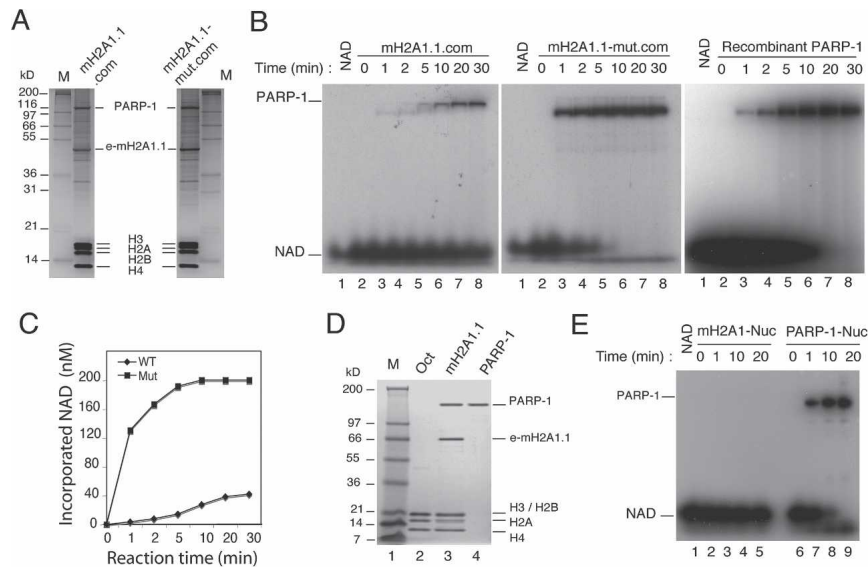 A
kD
M
mH2A1.1
.com
mH2A1.1-
mut.com
M
200
116
97
66
55
36
31
21
14
PARP-1
e-mH2A1.1
H3
H2A
H2B
H4
B
NAD
mH2A1.1.com
mH2A1.1-mut.com
Recombinant PARP-1
Time (min) : 0 1 2 5 10 20 30
NAD 0 1 2 5 10 20 30
NAD 0 1 2 5 10 20 30
PARP-1
NAD
1 2 3 4 5 6 7 8
1 2 3 4 5 6 7 8
1 2 3 4 5 6 7 8
C
Incorporated NAD (nM)
WT
Mut
200
160
120
80
40
0
0 1 2 5 10 20 30
Reaction time (min)
D
kD
M
Oct
mH2A1.1
PARP-1
200
97
66
55
36
21
14
7
PARP-1
e-mH2A1.1
H3 / H2B
H2A
H4
1 2 3 4
E
NAD
mH2A1-Nuc PARP-1-Nuc
Time (min) : 0 1 10 20 0 1 10 20
PARP-1
NAD
1 2 3 4 5 6 7 8 9